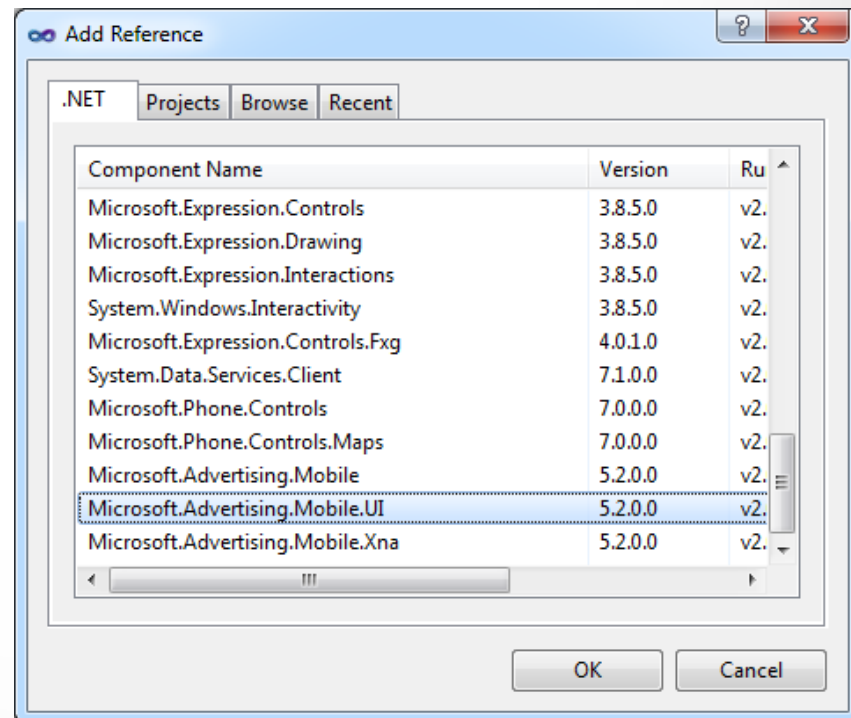 Add Reference
.NET Projects Browse Recent
Component Name Version Ru
Microsoft.Expression.Controls 3.8.5.0 v2.
Microsoft.Expression.Drawing 3.8.5.0 v2.
Microsoft.Expression.Interactions 3.8.5.0 v2.
System.Windows.Interactivity 3.8.5.0 v2.
Microsoft.Expression.Controls.Fxg 4.0.1.0 v2.
System.Data.Services.Client 7.1.0.0 v2.
Microsoft.Phone.Controls 7.0.0.0 v2.
Microsoft.Phone.Controls.Maps 7.0.0.0 v2.
Microsoft.Advertising.Mobile 5.2.0.0 v2.
Microsoft.Advertising.Mobile.UI 5.2.0.0 v2.
Microsoft.Advertising.Mobile.Xna 5.2.0.0 v2.
OK Cancel